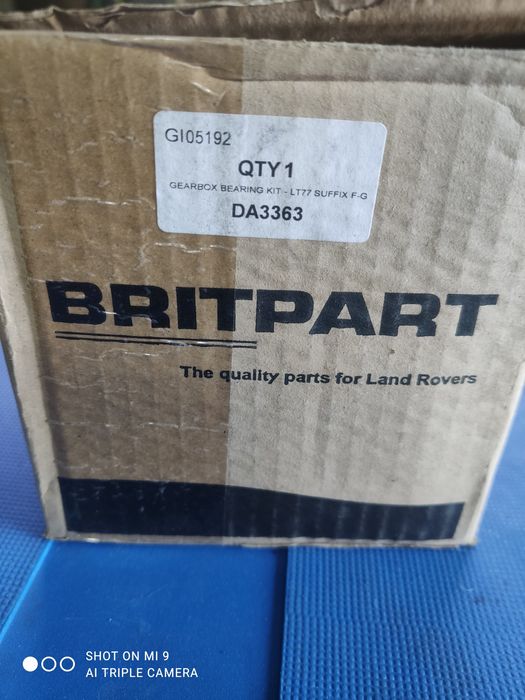 GI05192
QTY 1
GEARBOX BEARING KIT - LT77 SUFFIX F-G
DA3363
BRITPART
The quality parts for Land Rovers
SHOT ON MI 9
AI TRIPLE CAMERA